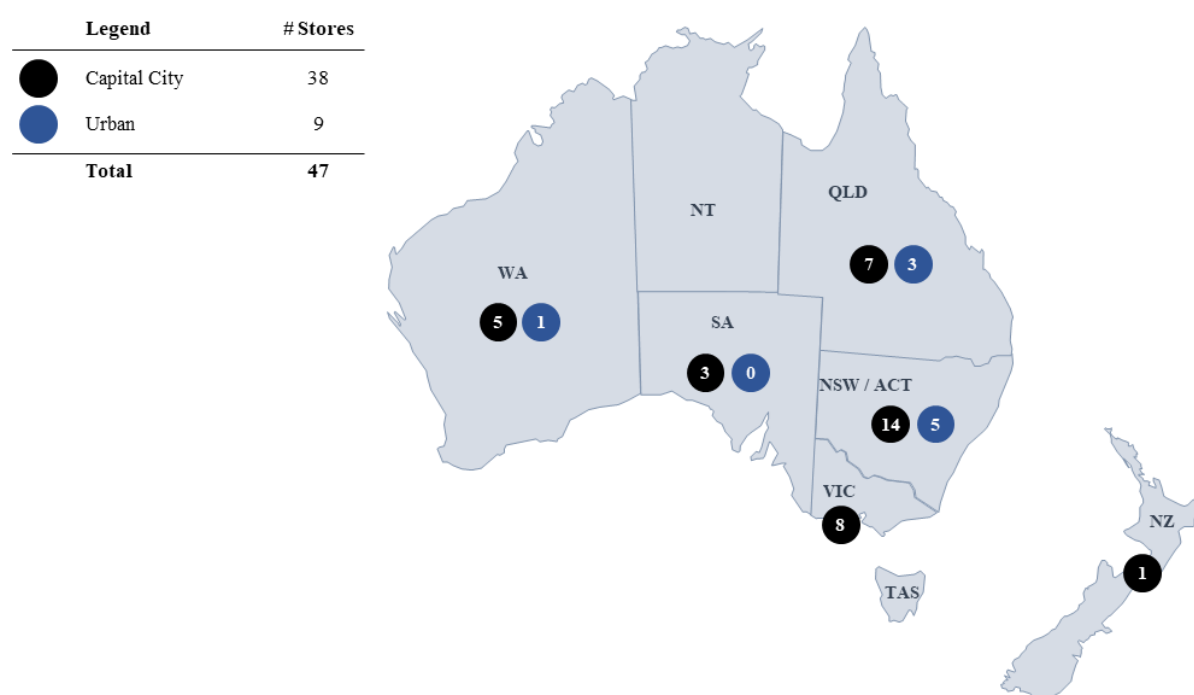 Legend # Stores
Capital City 38
Urban 9
Total 47
QLD
NT
7 3
WA
5 1
SA
3 0
NSW / ACT
14 5
VIC
8
NZ
1
TAS